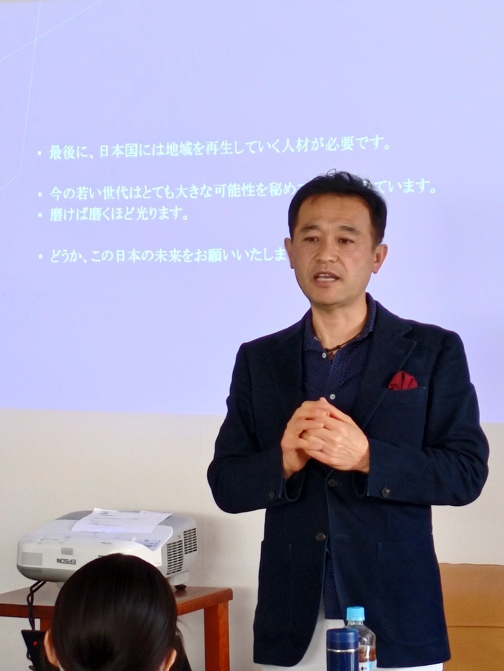 • 最後に、日本国には地域を再生していく人材が必要です。
• 今の若い世代はとても大きな可能性を秘め ています。
• 磨けば磨くほど光ります。
• どうか、この日本の未来をお願いいたしま
EPSON